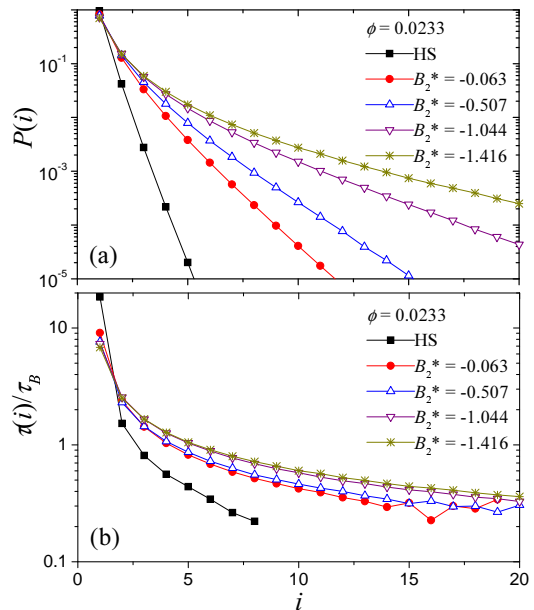 ϕ = 0.0233
HS
B₂* = -0.063
B₂* = -0.507
B₂* = -1.044
B₂* = -1.416
10⁻¹
10⁻³
10⁻⁵
P(i)
(a)
ϕ = 0.0233
HS
B₂* = -0.063
B₂* = -0.507
B₂* = -1.044
B₂* = -1.416
10
1
0.1
τ(i)/τ_B
(b)
0 5 10 15 20
i